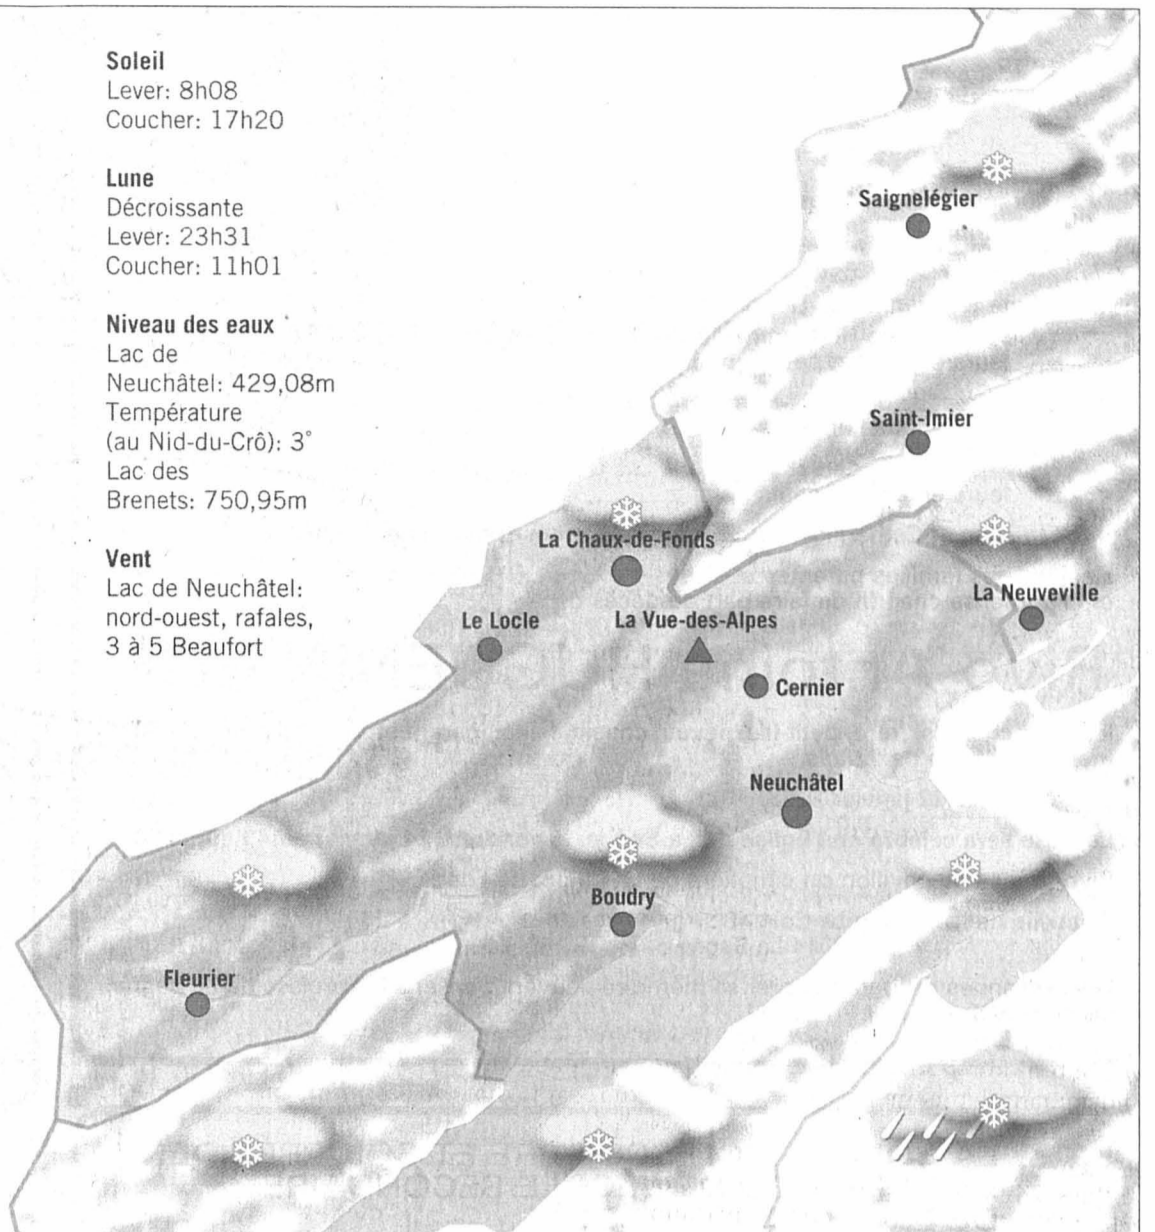 Soleil
Lever: 8h08
Coucher: 17h20
Lune
Décroissante
Lever: 23h31
Coucher: 11h01
Niveau des eaux
Lac de
Neuchâtel: 429,08m
Température
(au Nid-du-Crô): 3°
Lac des
Brenets: 750,95m
Vent
Lac de Neuchâtel:
nord-ouest, rafales,
3 à 5 Beaufort
Saignelégier
Saint-Imier
La Chaux-de-Fonds
La Neuveville
Le Locle
La Vue-des-Alpes
Cernier
Neuchâtel
Boudry
Fleurier